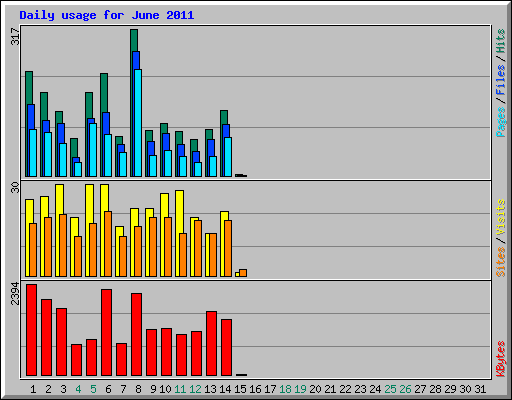 Daily usage for June 2011
317
Pages/Files/Hits
30
Sites/Visits
2394
KBytes
1 2 3 4 5 6 7 8 9 10 11 12 13 14 15 16 17 18 19 20 21 22 23 24 25 26 27 28 29 30 31